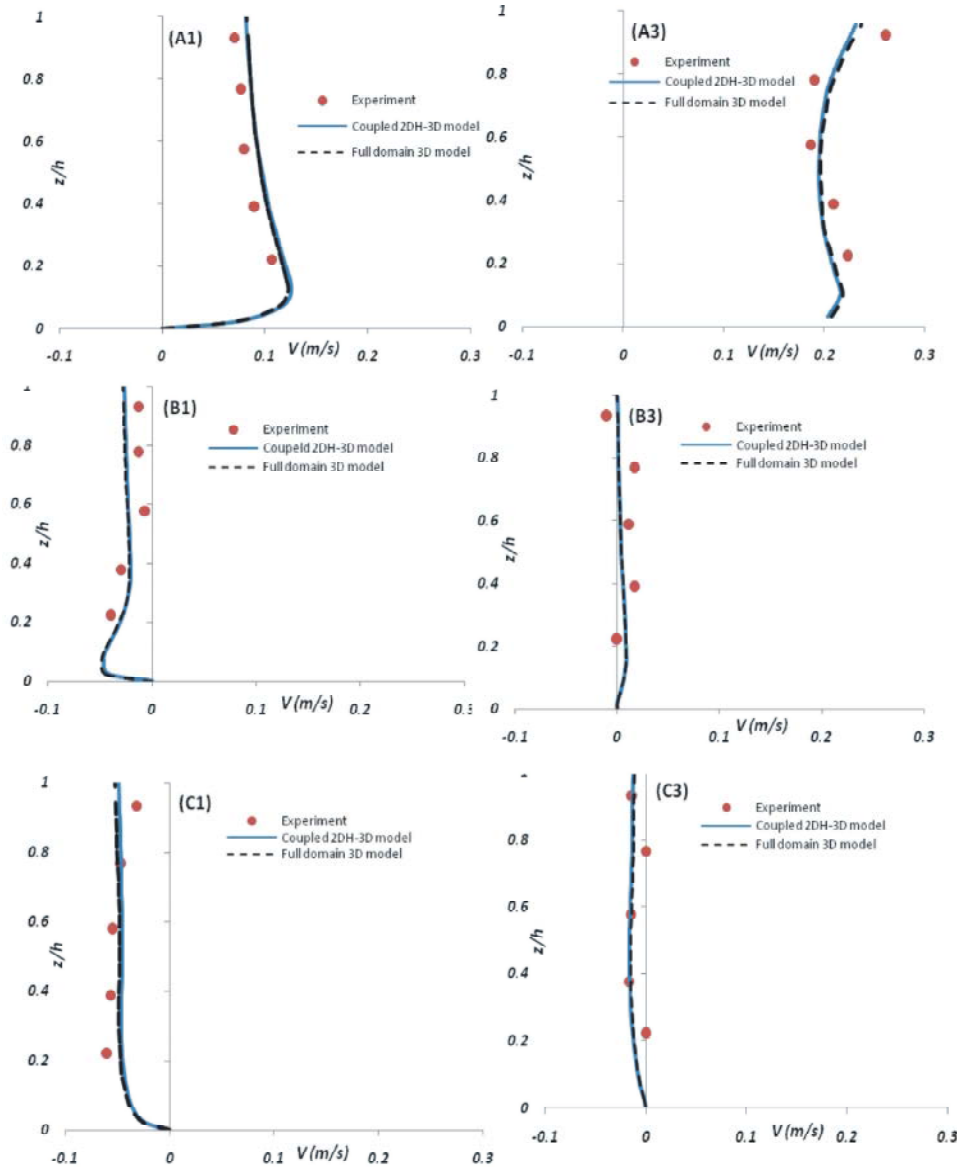 1
(A1)
Experiment
Coupled 2DH-3D model
Full domain 3D model
0.8
0.6
z/h
0.4
0.2
0
-0.1
0
0.1
0.2
0.3
V (m/s)
1
(A3)
Experiment
Coupled 2DH-3D model
Full domain 3D model
0.8
0.6
z/h
0.4
0.2
0
-0.1
0
0.1
0.2
0.3
V (m/s)
(B1)
Experiment
Coupeld 2DH-3D model
Full domain 3D model
0.8
0.6
z/h
0.4
0.2
0
-0.1
0
0.1
0.2
V (m/s)
1
(B3)
Experiment
Coupled 2DH-3D model
Full domain 3D model
0.8
0.6
z/h
0.4
0.2
0
-0.1
0
0.1
0.2
0.3
V (m/s)
1
(C1)
Experiment
Coupled 2DH-3D model
Full domain 3D model
0.8
0.6
z/h
0.4
0.2
0
-0.1
0
0.1
0.2
0.3
V (m/s)
(C3)
Experiment
Coupled 2DH-3D model
Full domain 3D model
0.8
0.6
z/h
0.4
0.2
0
-0.1
0
0.1
0.2
0.3
V (m/s)